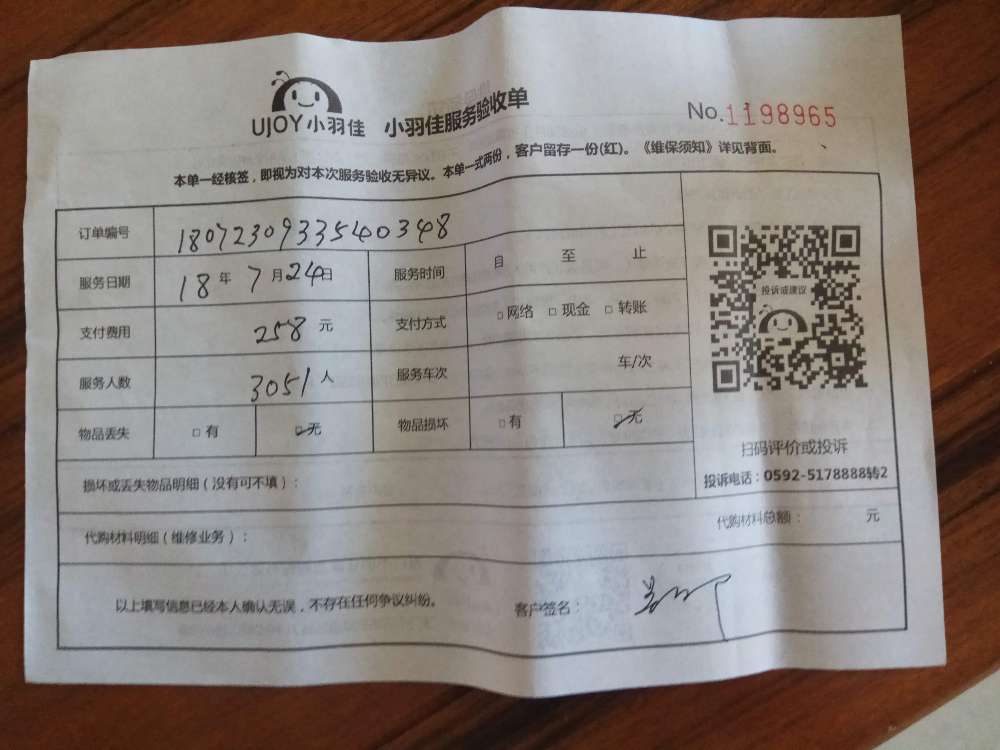 UJOY小羽佳 小羽佳服务验收单 No.1198965
本单一经核签，即视为对本次服务验收无异议。本单一式两份，客户留存一份(红)。《维保须知》详见背面。
订单编号 180723093354 0348
服务日期 18年7月24日 服务时间 自 至 止
投诉或建议
支付费用 258元 支付方式 □网络 □现金 □转账
服务人数 3051人 服务车次 车/次
物品丢失 □有 ☑无 物品损坏 □有 ☑无
扫码评价或投诉
投诉电话：0592-5178888转2
损坏或丢失物品明细（没有可不填）：
代购材料明细（维修业务）： 代购材料总额： 元
以上填写信息已经本人确认无误，不存在任何争议纠纷。 客户签名：